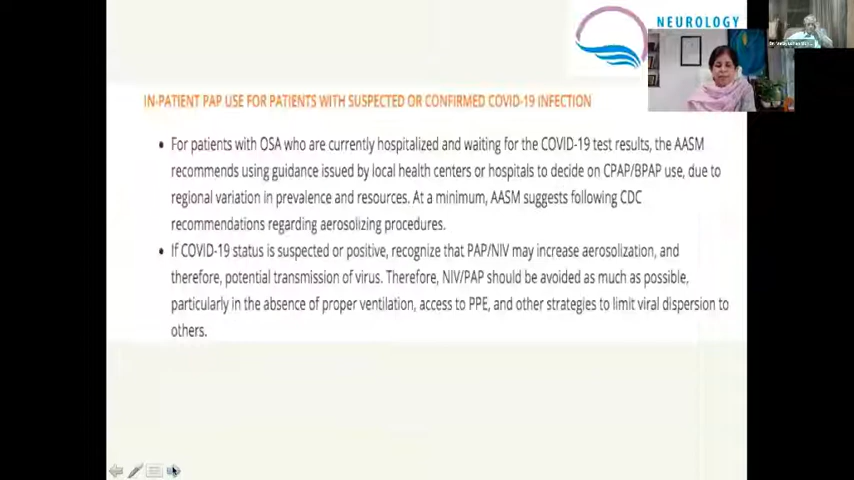 NEUROLOGY
IN-PATIENT PAP USE FOR PATIENTS WITH SUSPECTED OR CONFIRMED COVID-19 INFECTION
• For patients with OSA who are currently hospitalized and waiting for the COVID-19 test results, the AASM
recommends using guidance issued by local health centers or hospitals to decide on CPAP/BPAP use, due to
regional variation in prevalence and resources. At a minimum, AASM suggests following CDC
recommendations regarding aerosolizing procedures.
• If COVID-19 status is suspected or positive, recognize that PAP/NIV may increase aerosolization, and
therefore, potential transmission of virus. Therefore, NIV/PAP should be avoided as much as possible,
particularly in the absence of proper ventilation, access to PPE, and other strategies to limit viral dispersion to
others.